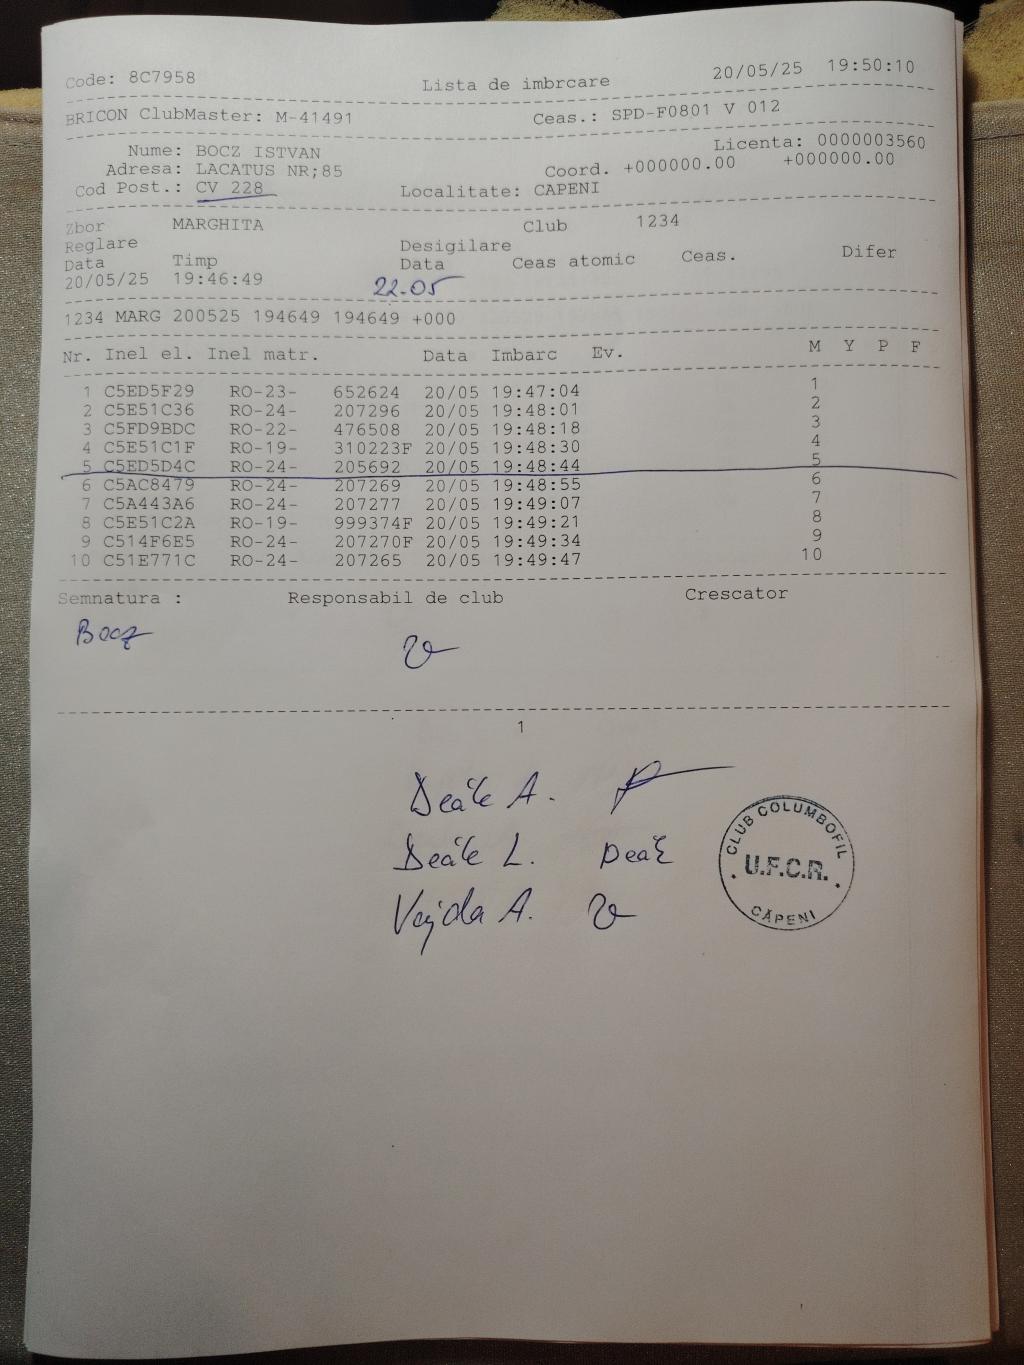 Code: 8C7958 Lista de imbrcare 20/05/25 19:50:10
BRICON ClubMaster: M-41491 Ceas.: SPD-F0801 V 012
Nume: BOCZ ISTVAN Licenta: 0000003560
Adresa: LACATUS NR;85 Coord. +000000.00 +000000.00
Cod Post.: CV 228 Localitate: CAPENI
Zbor MARGHITA Club 1234
Reglare Desigilare
Data Timp Data Ceas atomic Ceas. Difer
20/05/25 19:46:49 22.05
1234 MARG 200525 194649 194649 +000
Nr. Inel el. Inel matr. Data Imbarc Ev. M Y P F
1 C5ED5F29 RO-23- 652624 20/05 19:47:04 1
2 C5E51C36 RO-24- 207296 20/05 19:48:01 2
3 C5FD9BDC RO-22- 476508 20/05 19:48:18 3
4 C5E51C1F RO-19- 310223F 20/05 19:48:30 4
5 C5ED5D4C RO-24- 205692 20/05 19:48:44 5
6 C5AC8479 RO-24- 207269 20/05 19:48:55 6
7 C5A443A6 RO-24- 207277 20/05 19:49:07 7
8 C5E51C2A RO-19- 999374F 20/05 19:49:21 8
9 C514F6E5 RO-24- 207270F 20/05 19:49:34 9
10 C51E771C RO-24- 207265 20/05 19:49:47 10
Semnatura : Responsabil de club Crescator
Bocz
1
Deák A.
Deák L. Deák
Vajda A.
CLUB COLUMBOFIL
U.F.C.R.
CĂPENI